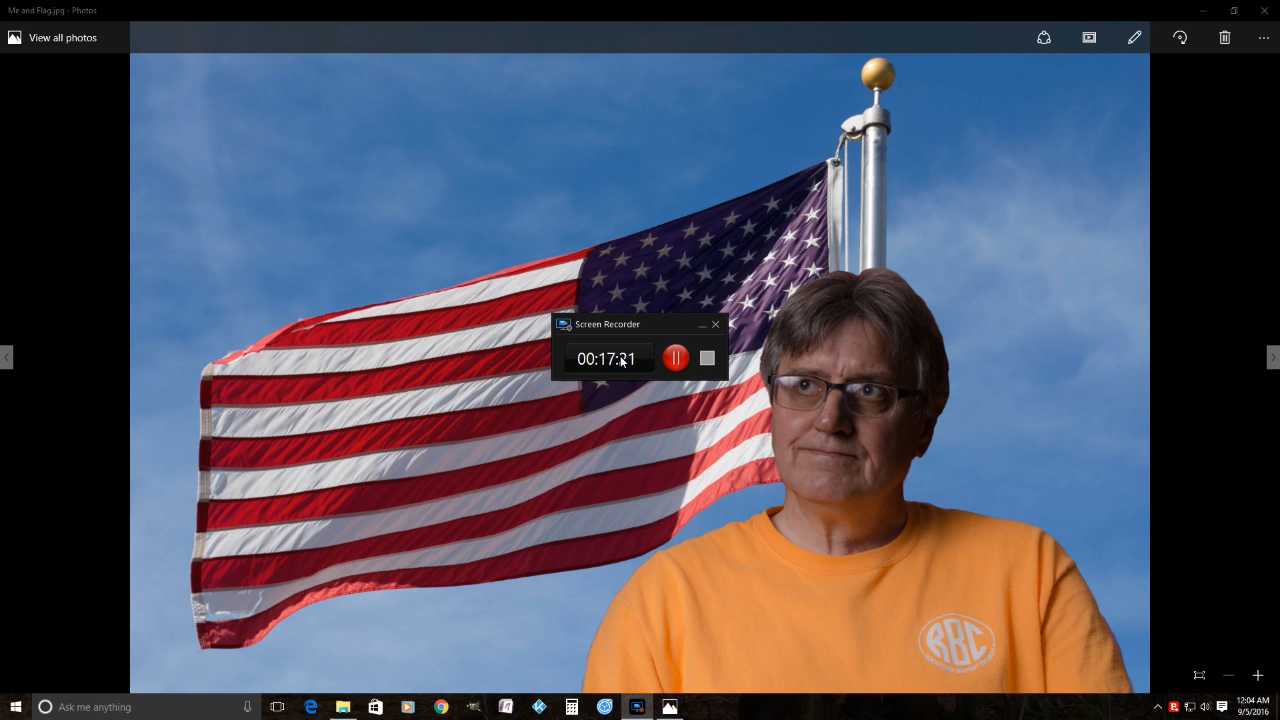 Me and Flag.jpg - Photos
View all photos
Screen Recorder
00:17:21
RBC
Ask me anything
12:04 AM
9/5/2016